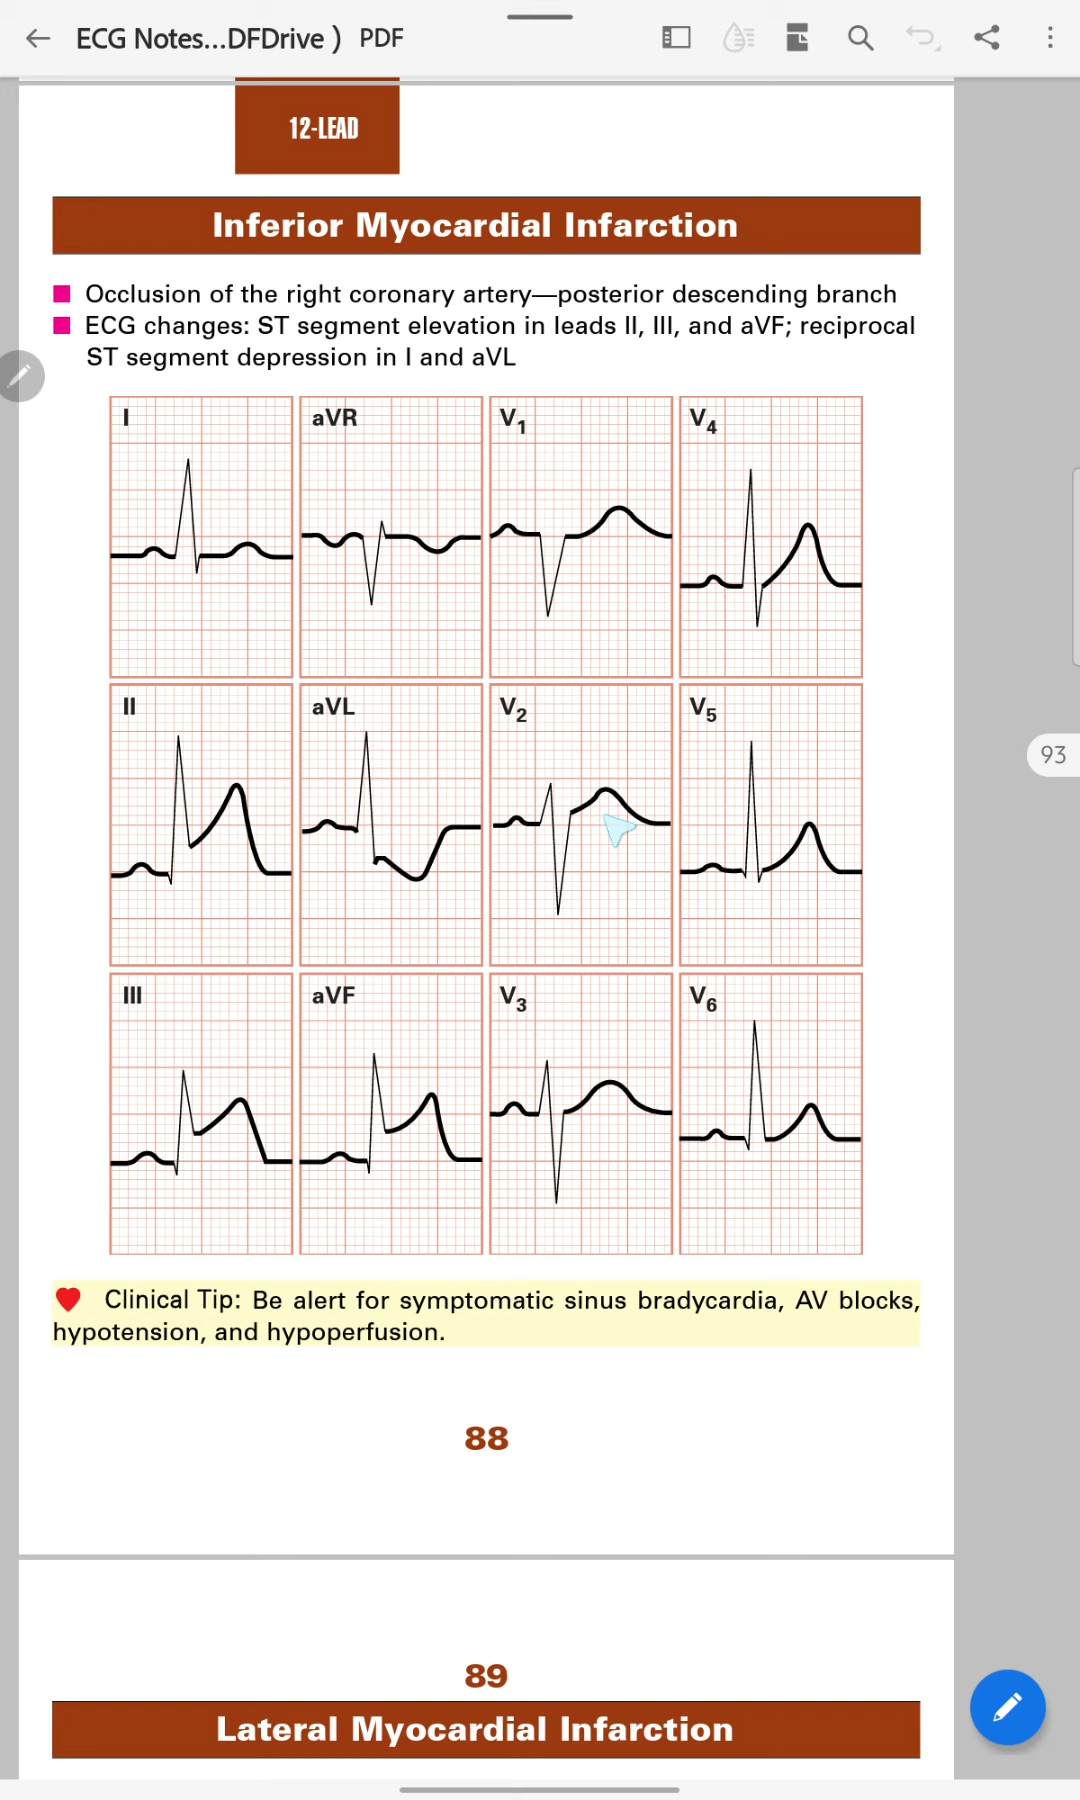 ECG Notes...DFDrive ) PDF
12-LEAD
Inferior Myocardial Infarction
Occlusion of the right coronary artery—posterior descending branch
ECG changes: ST segment elevation in leads II, III, and aVF; reciprocal
ST segment depression in I and aVL
I aVR V1 V4
II aVL V2 V5
93
III aVF V3 V6
Clinical Tip: Be alert for symptomatic sinus bradycardia, AV blocks,
hypotension, and hypoperfusion.
88
89
Lateral Myocardial Infarction